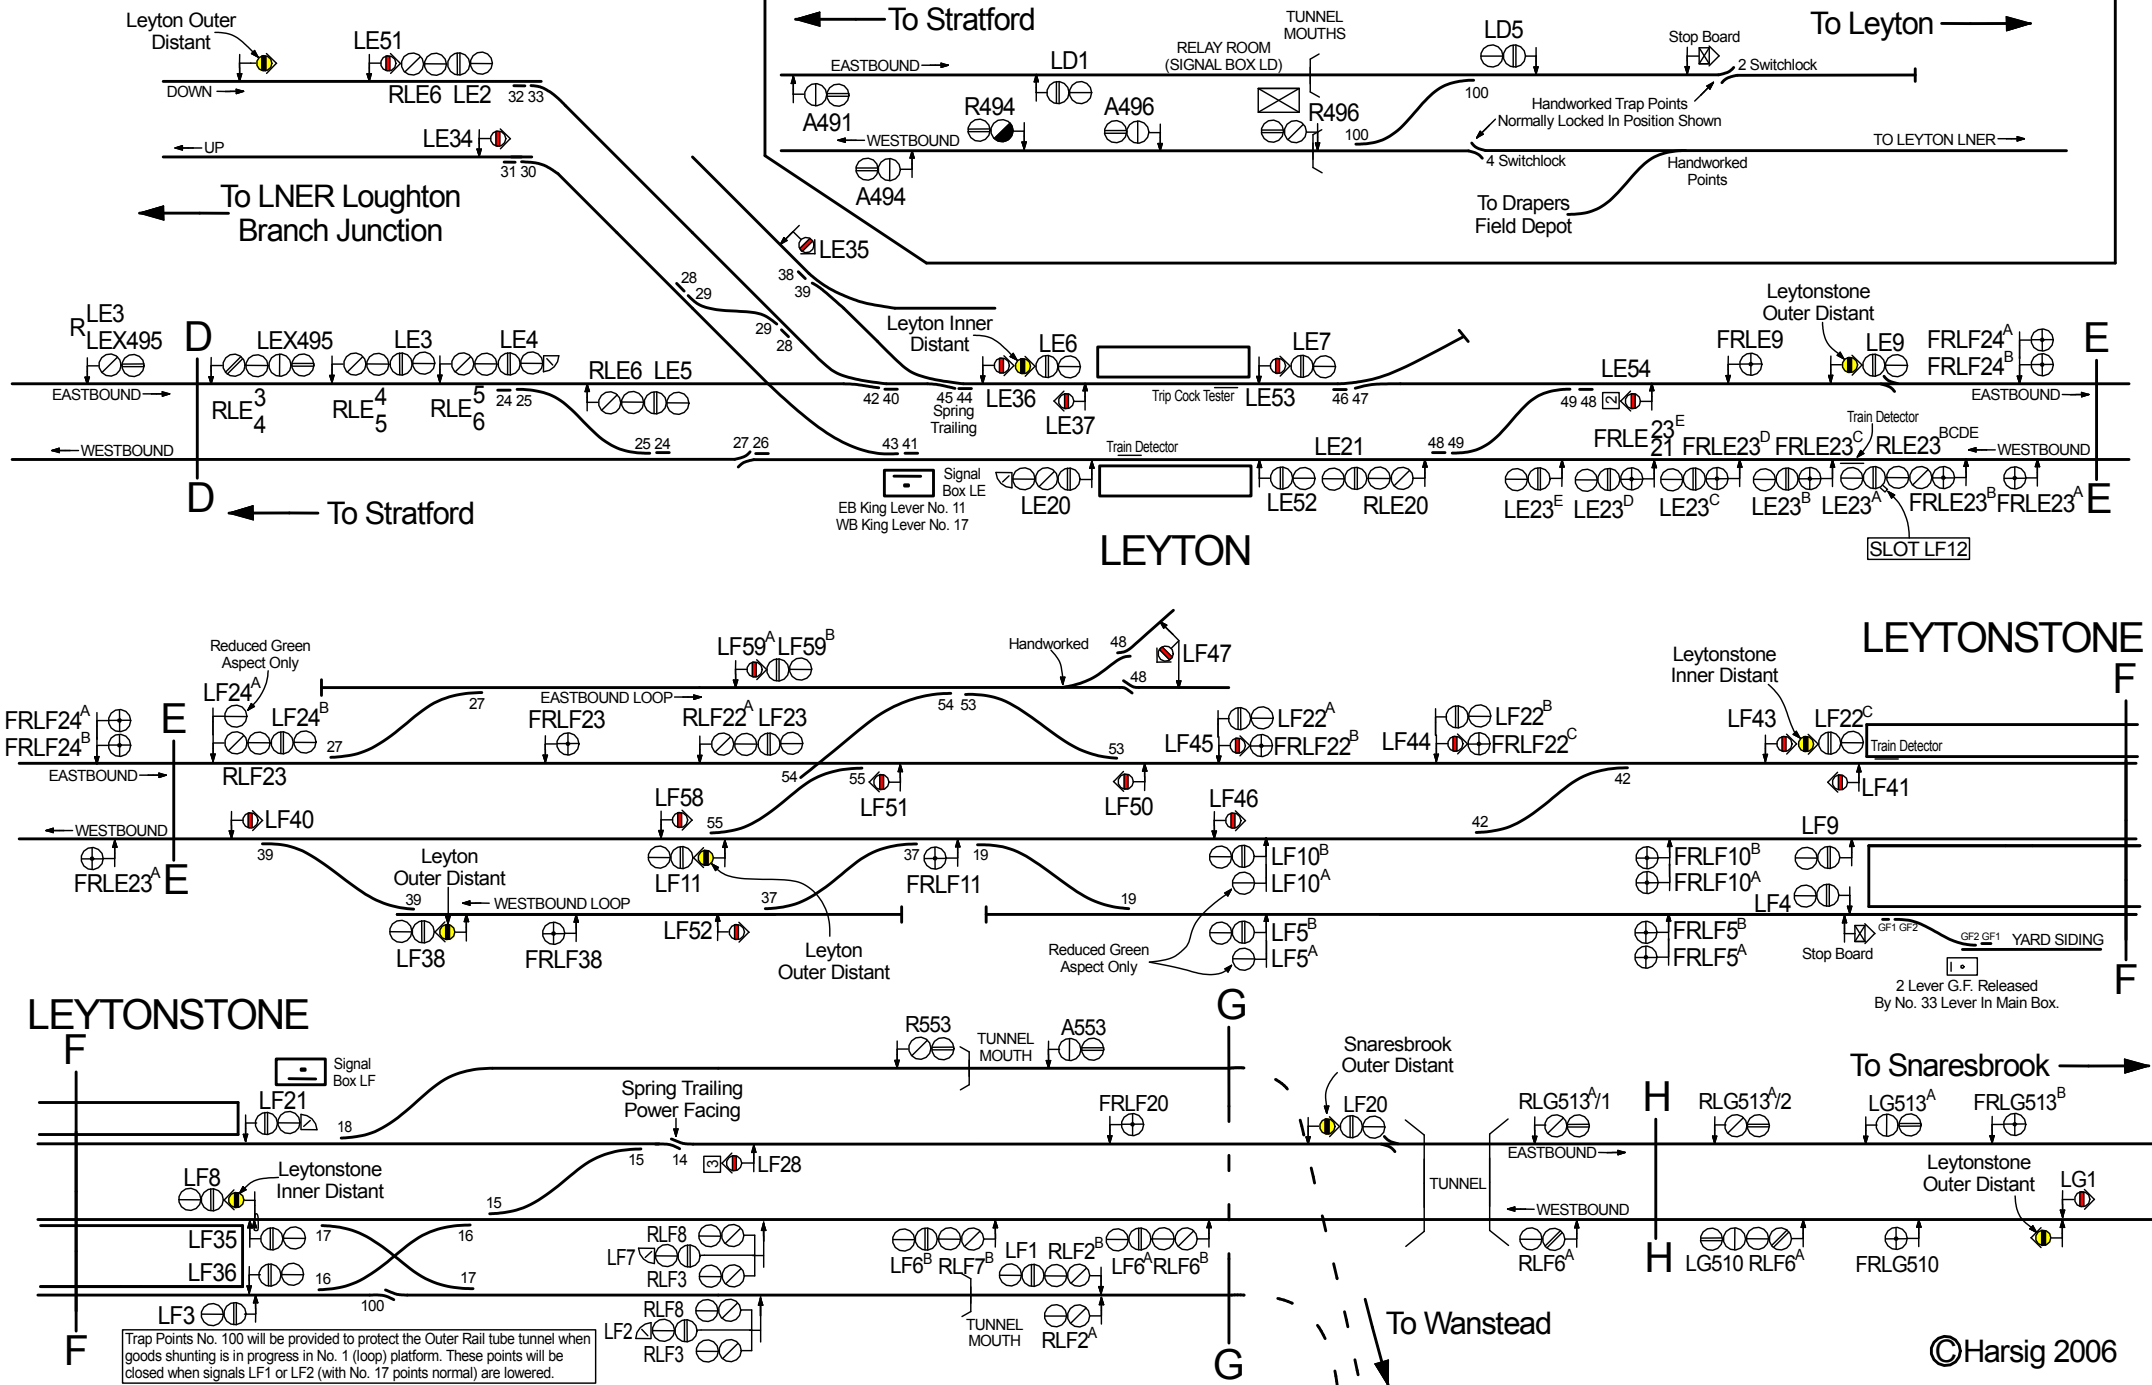 Leyton Outer
Distant
LE51
DOWN
RLE6 LE2
32 33
UP
LE34
31 30
To LNER Loughton
Branch Junction
To Stratford
To Leyton
EASTBOUND
A491
LD1
RELAY ROOM
(SIGNAL BOX LD)
TUNNEL
MOUTHS
LD5
Stop Board
2 Switchlock
100
Handworked Trap Points
Normally Locked In Position Shown
WESTBOUND
R494
A496
R496
100
A494
4 Switchlock
Handworked
Points
TO LEYTON LNER
To Drapers
Field Depot
LE35
38
39
28
29
29
28
R LE3
LEX495
D
LEX495
LE3
LE4
RLE6 LE5
EASTBOUND
RLE 3
4
RLE 4
5
RLE 5
6
24 25
25 24
27 26
WESTBOUND
D
To Stratford
42 40
45 44
Spring
Trailing
43 41
Leyton Inner
Distant
LE6
LE36
LE37
Trip Cock Tester
LE7
LE53
46 47
Train Detector
Signal
Box LE
EB King Lever No. 11
WB King Lever No. 17
LE20
LE52
LE21
RLE20
48 49
49 48
LE54
2
FRLE9
Leytonstone
Outer Distant
LE9
FRLF24A
FRLF24B
E
EASTBOUND
FRLE 23E
21
FRLE23D
FRLE23C
Train Detector
RLE23BCDE
WESTBOUND
LE23E
LE23D
LE23C
LE23B
LE23A
FRLE23B
FRLE23A
E
SLOT LF12
LEYTON
LEYTONSTONE
FRLF24A
FRLF24B
E
Reduced Green
Aspect Only
LF24A
LF24B
RLF23
27
27
EASTBOUND LOOP
FRLF23
LF59A LF59B
RLF22A LF23
Handworked
48
48
LF47
54 53
53
54
55
LF45
LF22A
FRLF22B
LF44
LF22B
FRLF22C
Leytonstone
Inner Distant
LF43
LF22C
Train Detector
F
EASTBOUND
LF51
LF50
LF41
WESTBOUND
LF40
LF58
55
LF46
42
42
LF9
FRLE23A
E
39
39
Leyton
Outer Distant
LF11
WESTBOUND LOOP
37
37
FRLF11
19
19
LF10B
LF10A
FRLF10B
FRLF10A
LF4
LF38
FRLF38
LF52
Leyton
Outer Distant
Reduced Green
Aspect Only
LF5B
LF5A
FRLF5B
FRLF5A
Stop Board
GF1 GF2
GF2 GF1
YARD SIDING
F
2 Lever G.F. Released
By No. 33 Lever In Main Box.
LEYTONSTONE
F
Signal
Box LF
LF21
18
R553
TUNNEL
MOUTH
A553
G
Snaresbrook
Outer Distant
To Snaresbrook
Spring Trailing
Power Facing
FRLF20
LF20
RLG513A/1
H
RLG513A/2
LG513A
FRLG513B
15
14
3
LF28
EASTBOUND
TUNNEL
LF8
Leytonstone
Inner Distant
15
WESTBOUND
Leytonstone
Outer Distant
LG1
LF35
LF36
17
16
16
17
LF7
RLF8
RLF3
LF6B RLF7B
LF1
RLF2B
LF6A RLF6B
RLF6A
H
LG510 RLF6A
FRLG510
LF3
100
LF2
RLF8
RLF3
TUNNEL
MOUTH
RLF2A
G
To Wanstead
F
Trap Points No. 100 will be provided to protect the Outer Rail tube tunnel when
goods shunting is in progress in No. 1 (loop) platform. These points will be
closed when signals LF1 or LF2 (with No. 17 points normal) are lowered.
©Harsig 2006